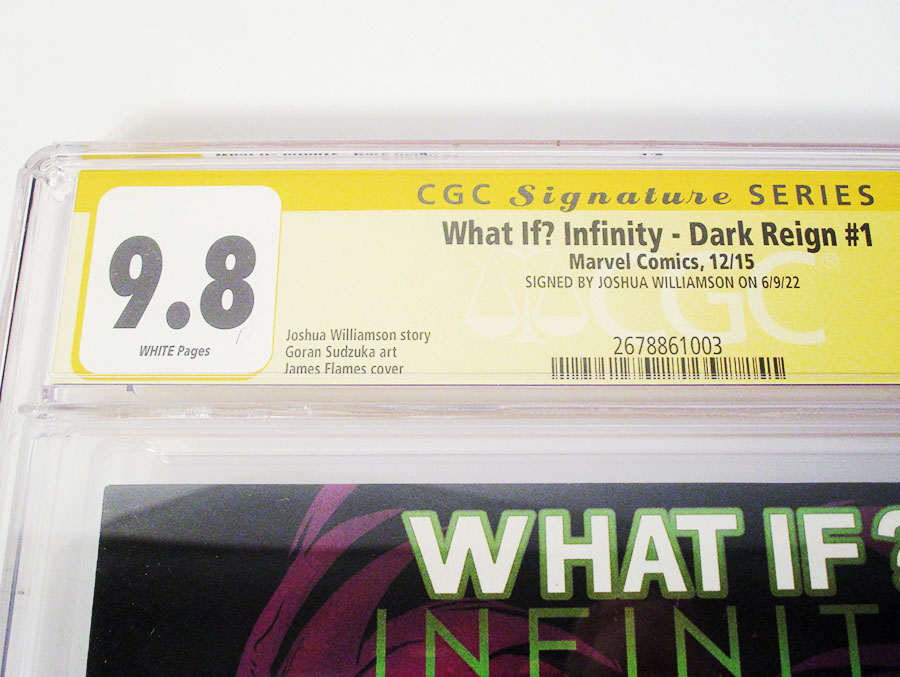 CGC Signature SERIES
What If? Infinity - Dark Reign #1
Marvel Comics, 12/15
SIGNED BY JOSHUA WILLIAMSON ON 6/9/22
CGC®
9.8
WHITE Pages
Joshua Williamson story
Goran Sudzuka art
James Flames cover
2678861003
WHAT IF?
INFINIT